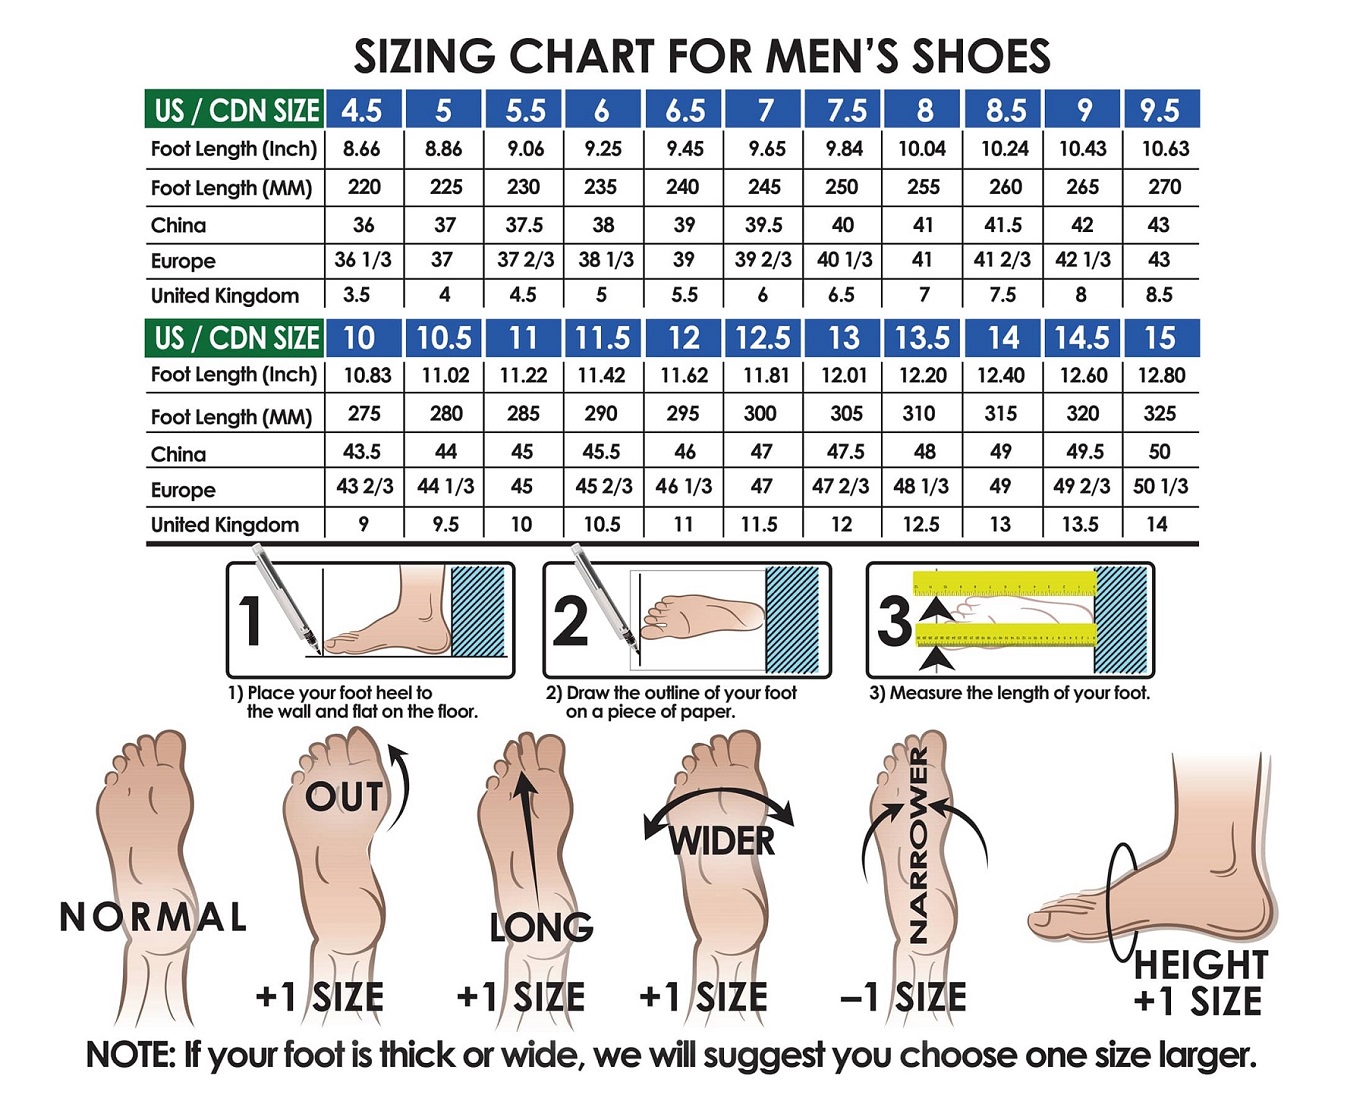 SIZING CHART FOR MEN'S SHOES
US / CDN SIZE 4.5 5 5.5 6 6.5 7 7.5 8 8.5 9 9.5
Foot Length (Inch) 8.66 8.86 9.06 9.25 9.45 9.65 9.84 10.04 10.24 10.43 10.63
Foot Length (MM) 220 225 230 235 240 245 250 255 260 265 270
China 36 37 37.5 38 39 39.5 40 41 41.5 42 43
Europe 36 1/3 37 37 2/3 38 1/3 39 39 2/3 40 1/3 41 41 2/3 42 1/3 43
United Kingdom 3.5 4 4.5 5 5.5 6 6.5 7 7.5 8 8.5
US / CDN SIZE 10 10.5 11 11.5 12 12.5 13 13.5 14 14.5 15
Foot Length (Inch) 10.83 11.02 11.22 11.42 11.62 11.81 12.01 12.20 12.40 12.60 12.80
Foot Length (MM) 275 280 285 290 295 300 305 310 315 320 325
China 43.5 44 45 45.5 46 47 47.5 48 49 49.5 50
Europe 43 2/3 44 1/3 45 45 2/3 46 1/3 47 47 2/3 48 1/3 49 49 2/3 50 1/3
United Kingdom 9 9.5 10 10.5 11 11.5 12 12.5 13 13.5 14
1
2
3
1) Place your foot heel to
the wall and flat on the floor.
2) Draw the outline of your foot
on a piece of paper.
3) Measure the length of your foot.
NORMAL
OUT
+1 SIZE
LONG
+1 SIZE
WIDER
+1 SIZE
NARROWER
–1 SIZE
HEIGHT
+1 SIZE
NOTE: If your foot is thick or wide, we will suggest you choose one size larger.